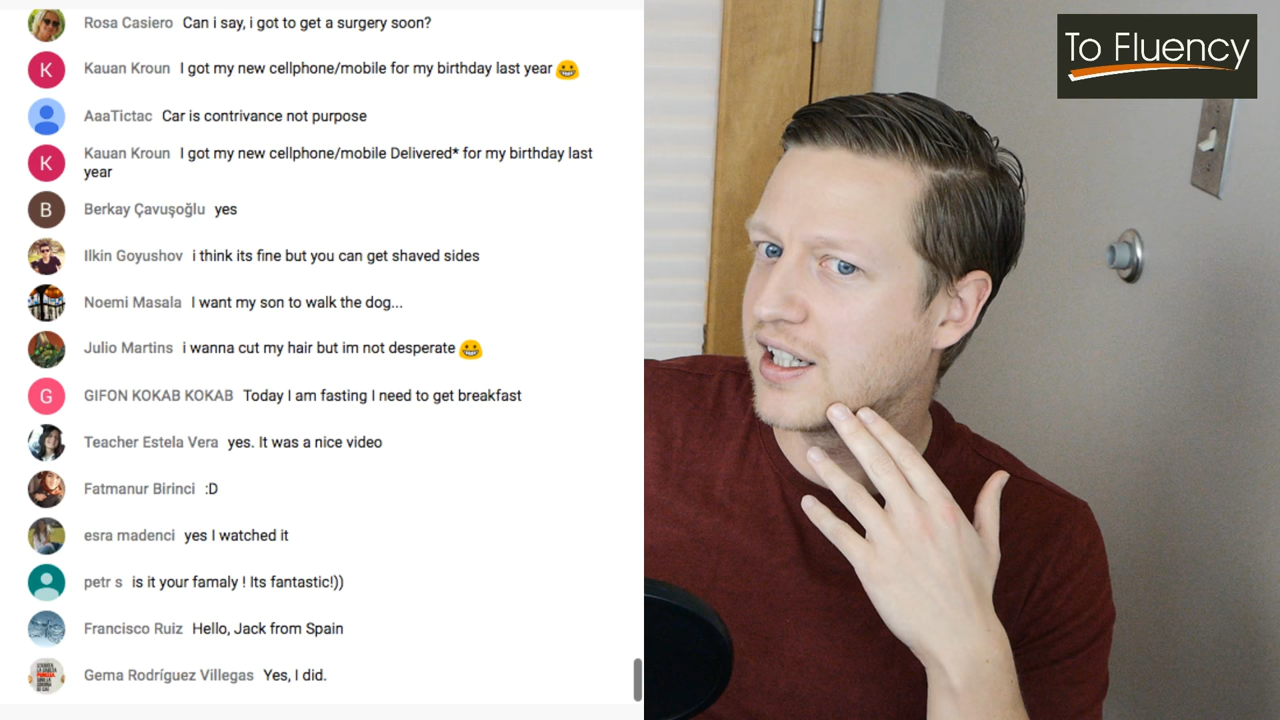 Rosa Casiero Can i say, i got to get a surgery soon?
K Kauan Kroun I got my new cellphone/mobile for my birthday last year
AaaTictac Car is contrivance not purpose
K Kauan Kroun I got my new cellphone/mobile Delivered* for my birthday last
year
B Berkay Çavuşoğlu yes
Ilkin Goyushov i think its fine but you can get shaved sides
Noemi Masala I want my son to walk the dog...
Julio Martins i wanna cut my hair but im not desperate
G GIFON KOKAB KOKAB Today I am fasting I need to get breakfast
Teacher Estela Vera yes. It was a nice video
Fatmanur Birinci :D
esra madenci yes I watched it
petr s is it your famaly ! Its fantastic!))
Francisco Ruiz Hello, Jack from Spain
Gema Rodríguez Villegas Yes, I did.
To Fluency